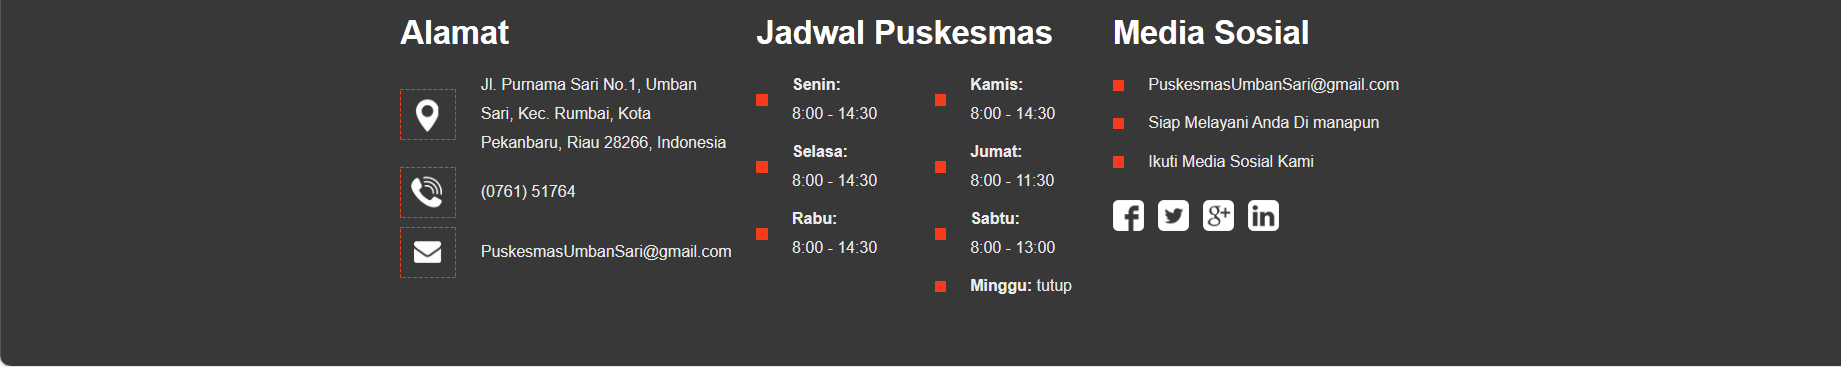 Alamat
Jl. Purnama Sari No.1, Umban
Sari, Kec. Rumbai, Kota
Pekanbaru, Riau 28266, Indonesia
(0761) 51764
PuskesmasUmbanSari@gmail.com
Jadwal Puskesmas
Senin:
8:00 - 14:30
Selasa:
8:00 - 14:30
Rabu:
8:00 - 14:30
Kamis:
8:00 - 14:30
Jumat:
8:00 - 11:30
Sabtu:
8:00 - 13:00
Minggu: tutup
Media Sosial
PuskesmasUmbanSari@gmail.com
Siap Melayani Anda Di manapun
Ikuti Media Sosial Kami